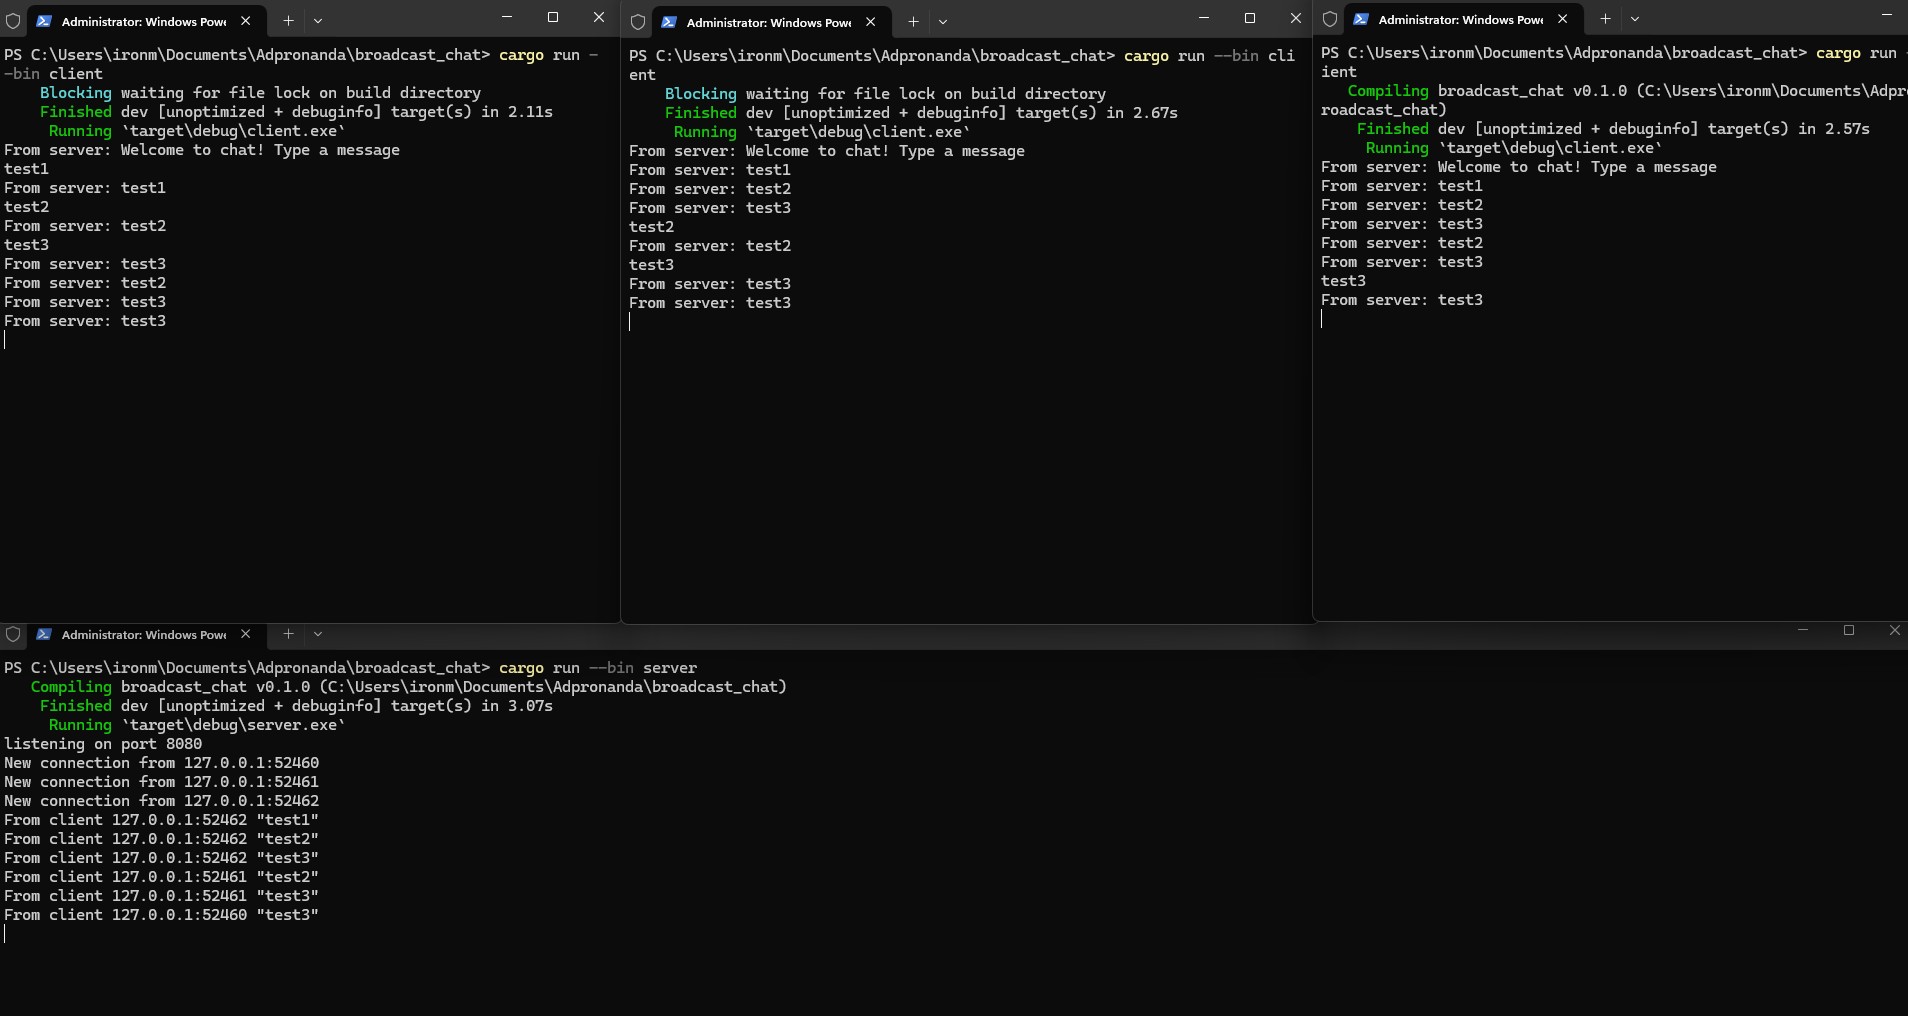 Administrator: Windows Powe
PS C:\Users\ironm\Documents\Adpronanda\broadcast_chat> cargo run -
-bin client
Blocking waiting for file lock on build directory
Finished dev [unoptimized + debuginfo] target(s) in 2.11s
Running `target\debug\client.exe`
From server: Welcome to chat! Type a message
test1
From server: test1
test2
From server: test2
test3
From server: test3
From server: test2
From server: test3
From server: test3
Administrator: Windows Powe
PS C:\Users\ironm\Documents\Adpronanda\broadcast_chat> cargo run --bin cli
ent
Blocking waiting for file lock on build directory
Finished dev [unoptimized + debuginfo] target(s) in 2.67s
Running `target\debug\client.exe`
From server: Welcome to chat! Type a message
From server: test1
From server: test2
From server: test3
test2
From server: test2
test3
From server: test3
From server: test3
Administrator: Windows Powe
PS C:\Users\ironm\Documents\Adpronanda\broadcast_chat> cargo run -
ient
Compiling broadcast_chat v0.1.0 (C:\Users\ironm\Documents\Adpr
roadcast_chat)
Finished dev [unoptimized + debuginfo] target(s) in 2.57s
Running `target\debug\client.exe`
From server: Welcome to chat! Type a message
From server: test1
From server: test2
From server: test3
From server: test2
From server: test3
test3
From server: test3
Administrator: Windows Powe
PS C:\Users\ironm\Documents\Adpronanda\broadcast_chat> cargo run --bin server
Compiling broadcast_chat v0.1.0 (C:\Users\ironm\Documents\Adpronanda\broadcast_chat)
Finished dev [unoptimized + debuginfo] target(s) in 3.07s
Running `target\debug\server.exe`
listening on port 8080
New connection from 127.0.0.1:52460
New connection from 127.0.0.1:52461
New connection from 127.0.0.1:52462
From client 127.0.0.1:52462 "test1"
From client 127.0.0.1:52462 "test2"
From client 127.0.0.1:52462 "test3"
From client 127.0.0.1:52461 "test2"
From client 127.0.0.1:52461 "test3"
From client 127.0.0.1:52460 "test3"